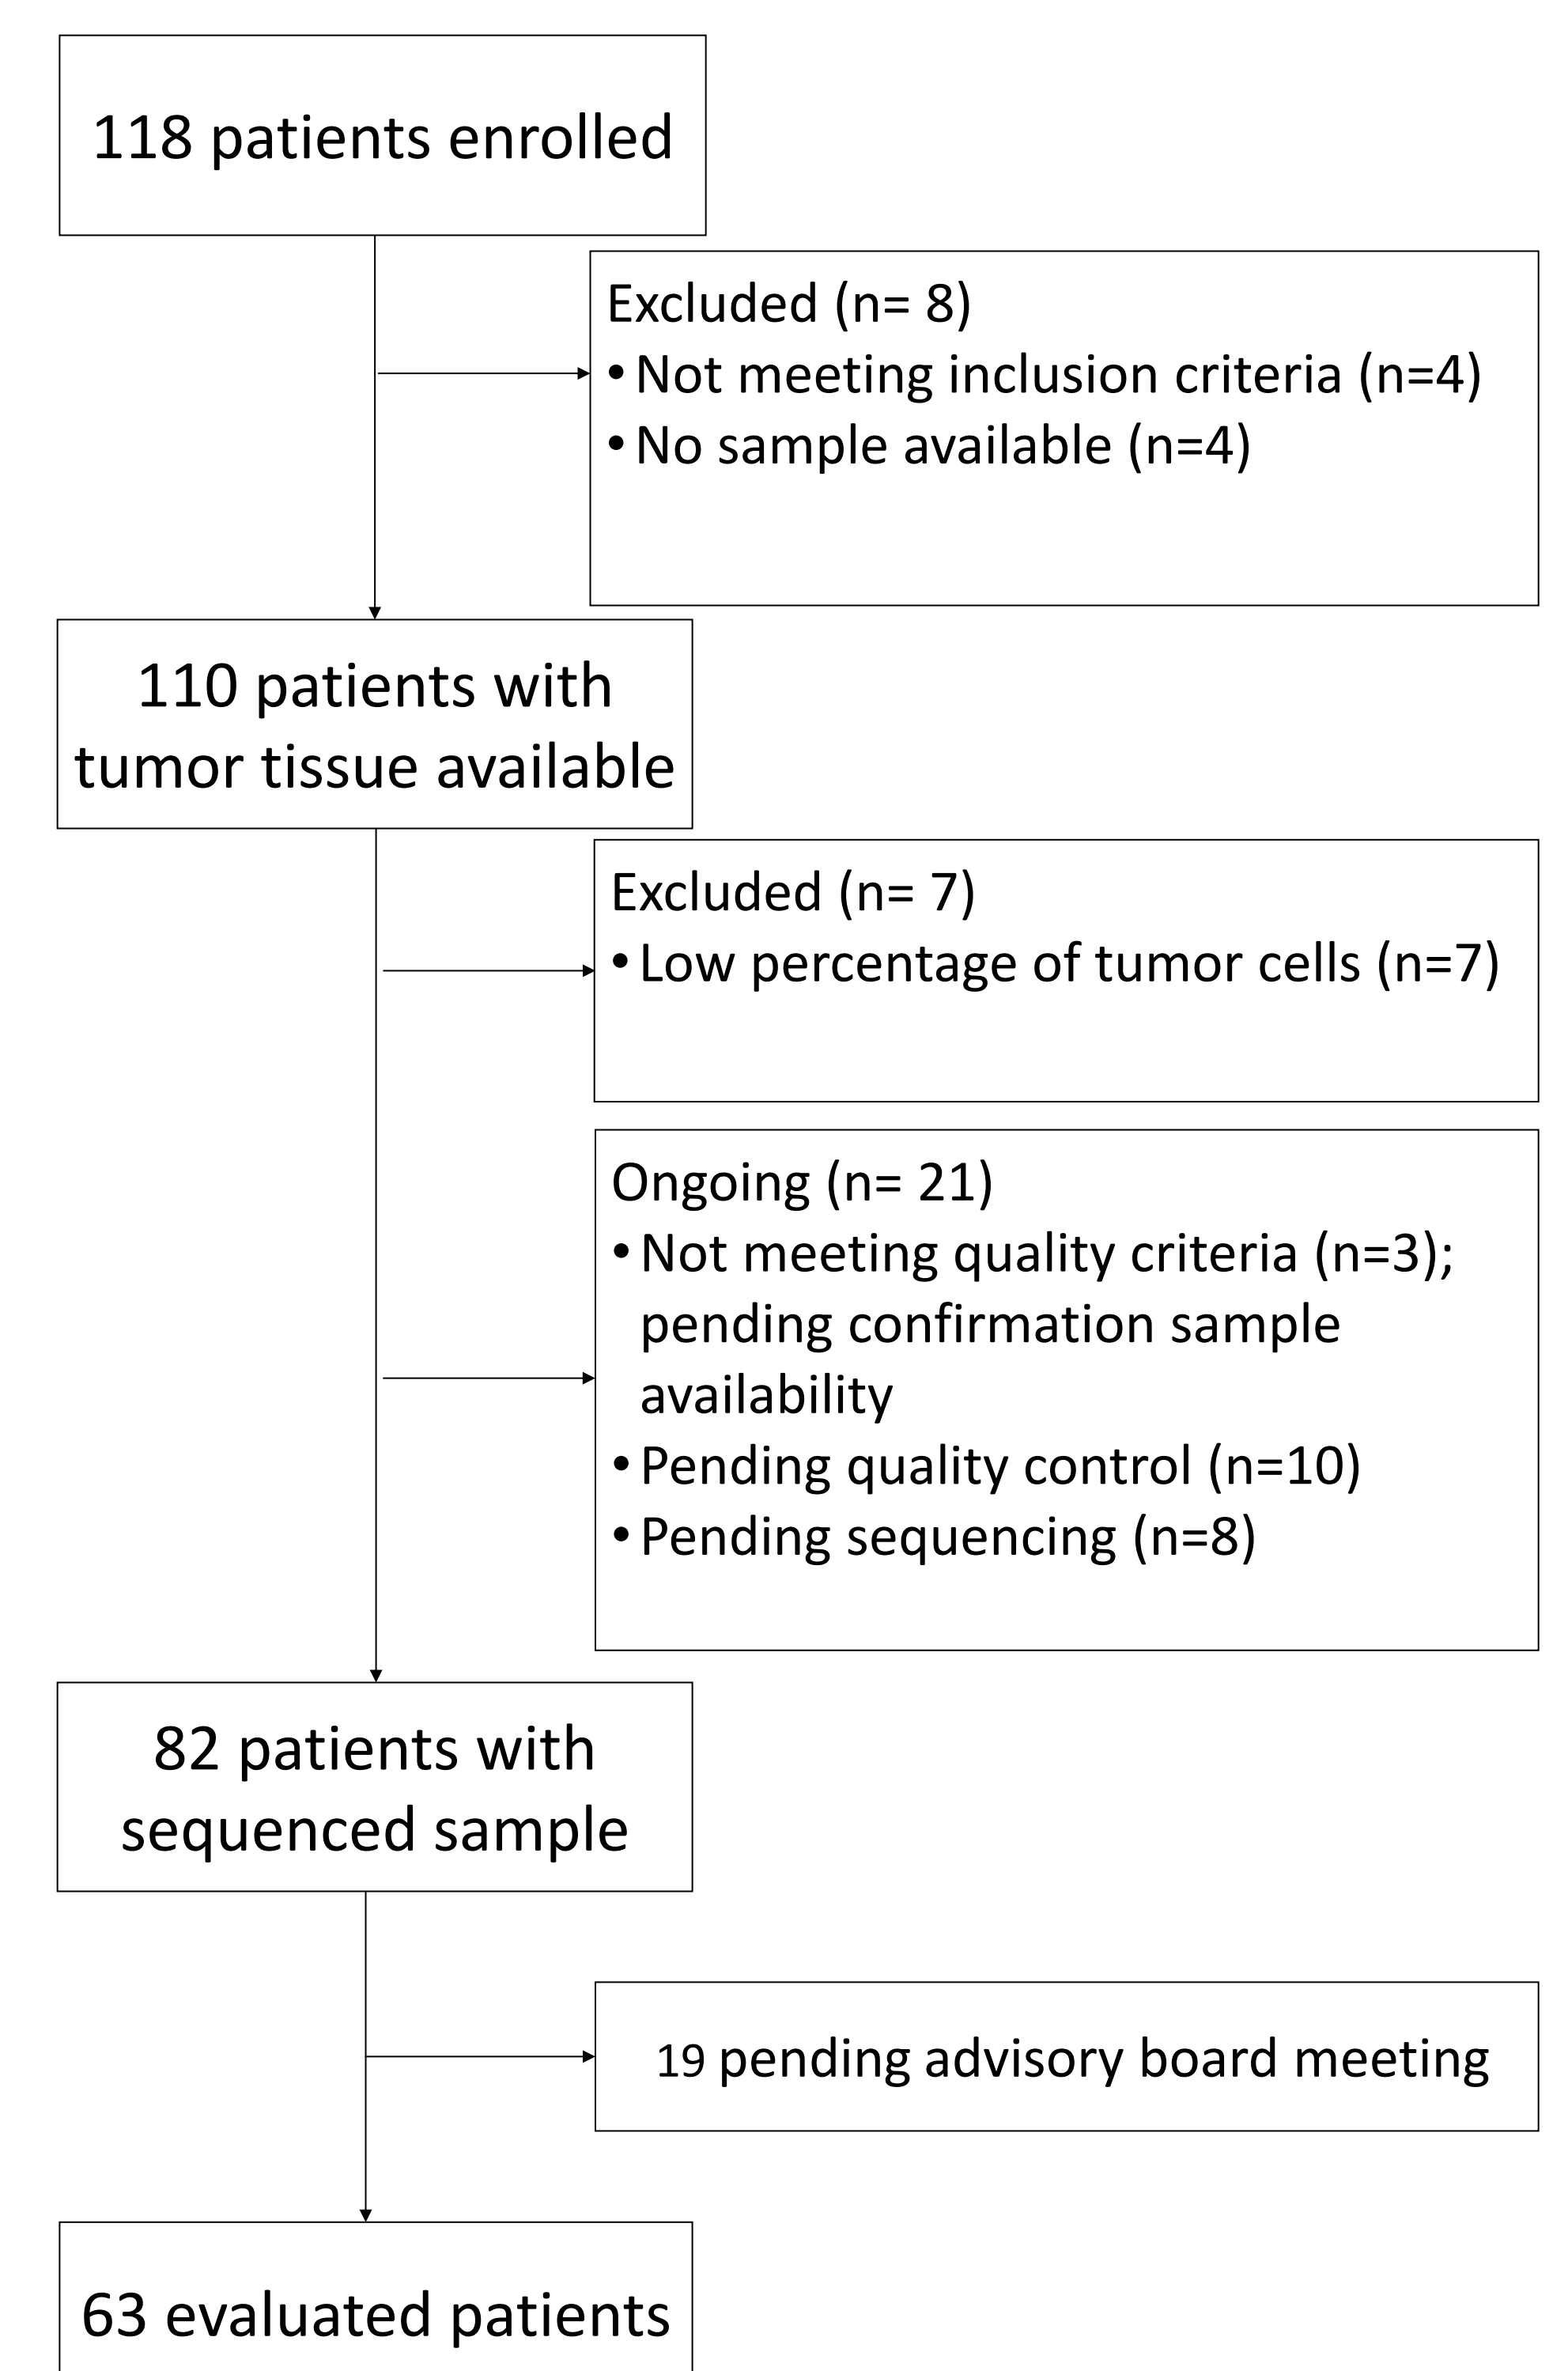 118 patients enrolled
Excluded (n= 8)
• Not meeting inclusion criteria (n=4)
• No sample available (n=4)
110 patients with
tumor tissue available
Excluded (n= 7)
• Low percentage of tumor cells (n=7)
Ongoing (n= 21)
• Not meeting quality criteria (n=3);
pending confirmation sample
availability
• Pending quality control (n=10)
• Pending sequencing (n=8)
82 patients with
sequenced sample
19 pending advisory board meeting
63 evaluated patients